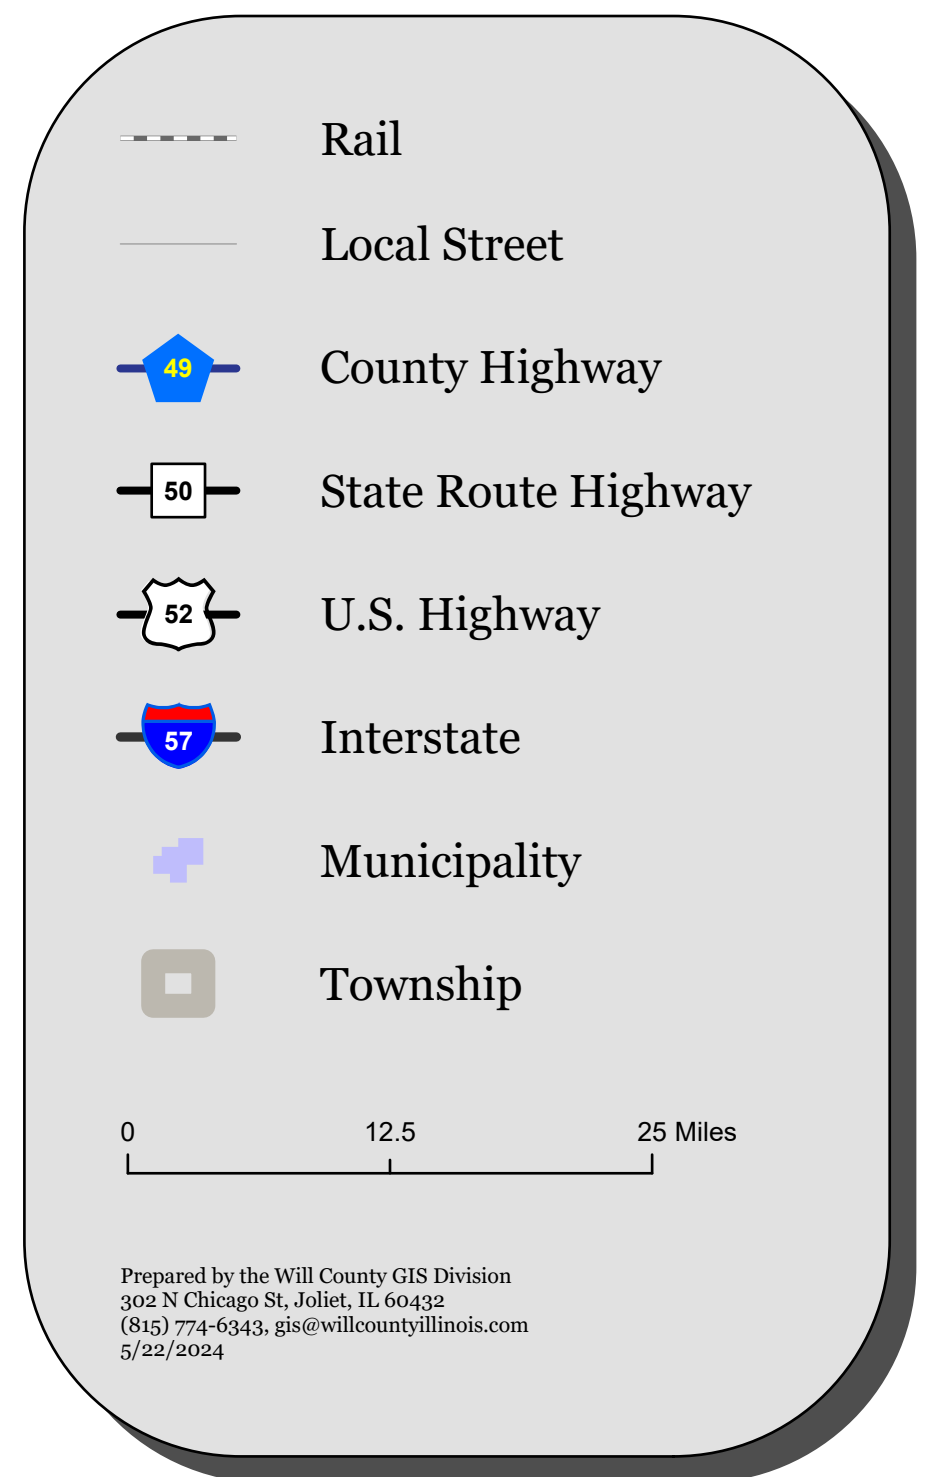 Rail
Local Street
49 County Highway
50 State Route Highway
52 U.S. Highway
57 Interstate
Municipality
Township
0 12.5 25 Miles
Prepared by the Will County GIS Division
302 N Chicago St, Joliet, IL 60432
(815) 774-6343, gis@willcountyillinois.com
5/22/2024